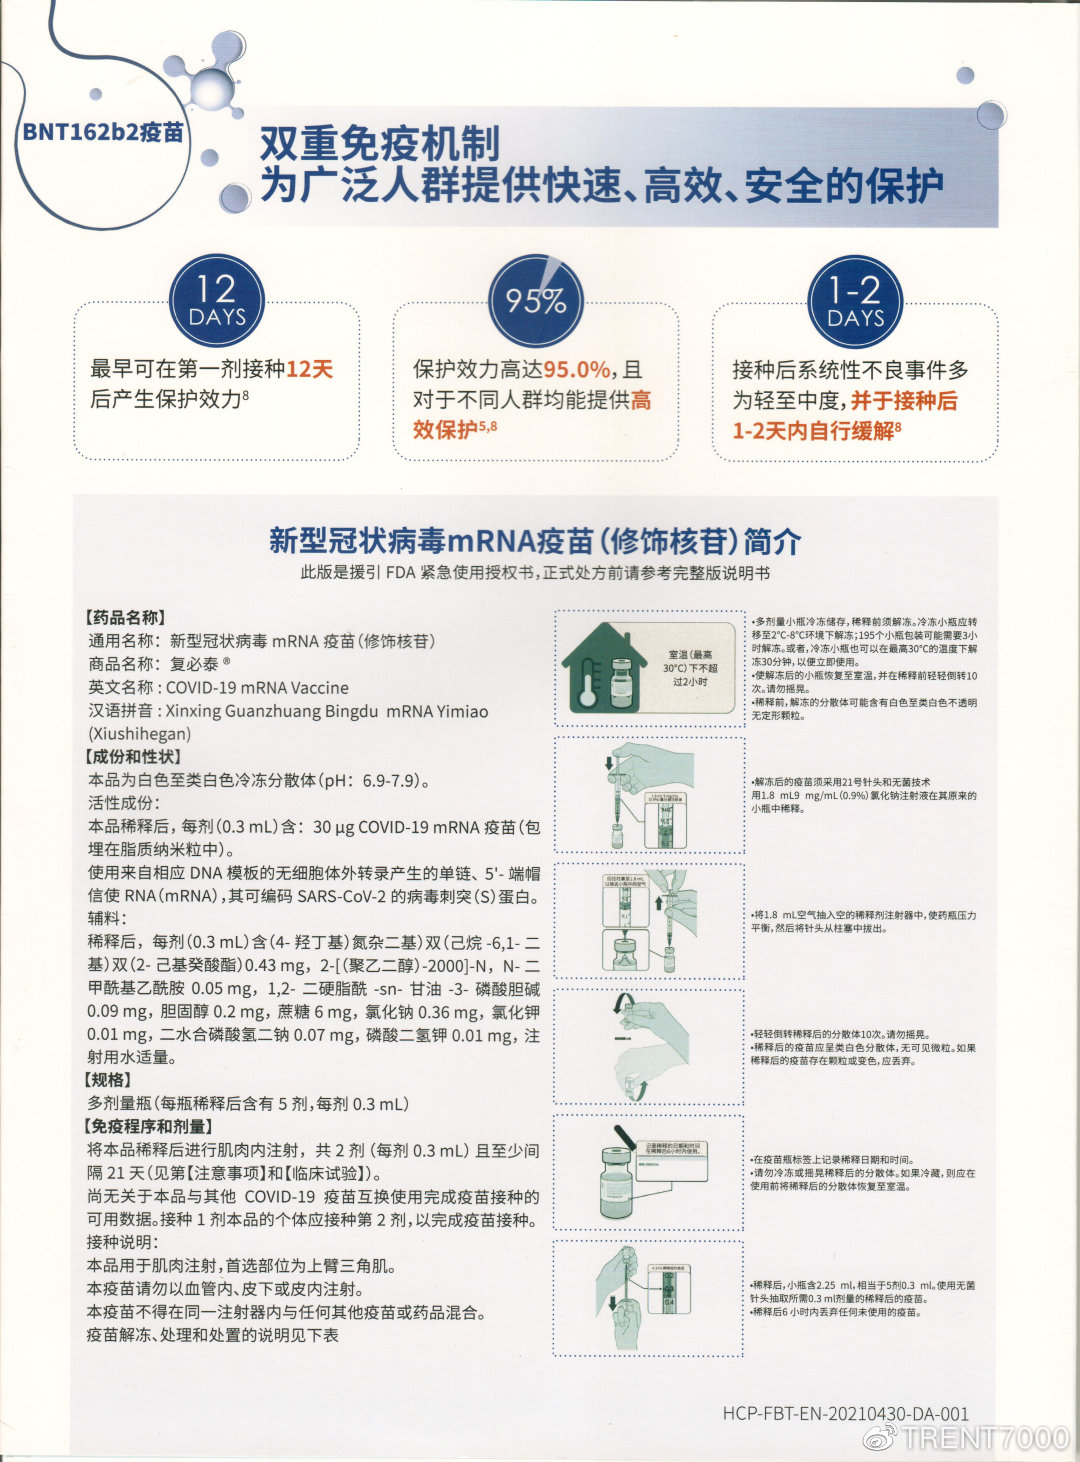 BNT162b2疫苗
双重免疫机制
为广泛人群提供快速、高效、安全的保护
12
DAYS
最早可在第一剂接种12天
后产生保护效力8
95%
保护效力高达95.0%，且
对于不同人群均能提供高
效保护5,8
1-2
DAYS
接种后系统性不良事件多
为轻至中度，并于接种后
1-2天内自行缓解8
新型冠状病毒mRNA疫苗（修饰核苷）简介
此版是援引 FDA 紧急使用授权书，正式处方前请参考完整版说明书
【药品名称】
通用名称：新型冠状病毒 mRNA 疫苗（修饰核苷）
商品名称：复必泰 ®
英文名称 : COVID-19 mRNA Vaccine
汉语拼音 : Xinxing Guanzhuang Bingdu mRNA Yimiao
(Xiushihegan)
【成份和性状】
本品为白色至类白色冷冻分散体（pH：6.9-7.9）。
活性成份：
本品稀释后，每剂（0.3 mL）含：30 μg COVID-19 mRNA 疫苗（包
埋在脂质纳米粒中）。
使用来自相应 DNA 模板的无细胞体外转录产生的单链、5'- 端帽
信使 RNA（mRNA），其可编码 SARS-CoV-2 的病毒刺突（S）蛋白。
辅料：
稀释后，每剂（0.3 mL）含（4- 羟丁基）氮杂二基）双（己烷 -6,1- 二
基）双（2- 己基癸酸酯）0.43 mg，2-[（聚乙二醇）-2000]-N，N- 二
甲酰基乙酰胺 0.05 mg，1,2- 二硬脂酰 -sn- 甘油 -3- 磷酸胆碱
0.09 mg，胆固醇 0.2 mg，蔗糖 6 mg，氯化钠 0.36 mg，氯化钾
0.01 mg，二水合磷酸氢二钠 0.07 mg，磷酸二氢钾 0.01 mg，注
射用水适量。
【规格】
多剂量瓶（每瓶稀释后含有 5 剂，每剂 0.3 mL）
【免疫程序和剂量】
将本品稀释后进行肌肉内注射，共 2 剂（每剂 0.3 mL）且至少间
隔 21 天（见第【注意事项】和【临床试验】）。
尚无关于本品与其他 COVID-19 疫苗互换使用完成疫苗接种的
可用数据。接种 1 剂本品的个体应接种第 2 剂，以完成疫苗接种。
接种说明：
本品用于肌肉注射，首选部位为上臂三角肌。
本疫苗请勿以血管内、皮下或皮内注射。
本疫苗不得在同一注射器内与任何其他疫苗或药品混合。
疫苗解冻、处理和处置的说明见下表
室温（最高
30°C）下不超
过2小时
•多剂量小瓶冷冻储存，稀释前须解冻。冷冻小瓶应转
移至2°C-8°C环境下解冻；195个小瓶包装可能需要3小
时解冻。或者，冷冻小瓶也可以在最高30°C的温度下解
冻30分钟，以便立即使用。
•使解冻后的小瓶恢复至室温，并在稀释前轻轻倒转10
次。请勿摇晃。
•稀释前，解冻的分散体可能含有白色至类白色不透明
无定形颗粒。
•解冻后的疫苗须采用21号针头和无菌技术
用1.8 mL9 mg/mL（0.9%）氯化钠注射液在其原来的
小瓶中稀释。
•将1.8 mL空气抽入空的稀释剂注射器中，使药瓶压力
平衡，然后将针头从柱塞中拔出。
•轻轻倒转稀释后的分散体10次。请勿摇晃。
•稀释后的疫苗应呈类白色分散体，无可见微粒。如果
稀释后的疫苗存在颗粒或变色，应丢弃。
记录稀释的日期和时间
在稀释后6小时内使用。
•在疫苗瓶标签上记录稀释日期和时间。
•请勿冷冻或摇晃稀释后的分散体。如果冷藏，则应在
使用前将稀释后的分散体恢复至室温。
0.2
0.3
0.4
•稀释后，小瓶含2.25 ml，相当于5剂0.3 ml。使用无菌
针头抽取所需0.3 ml剂量的稀释后的疫苗。
•稀释后6 小时内丢弃任何未使用的疫苗。
HCP-FBT-EN-20210430-DA-001
TRENT7000